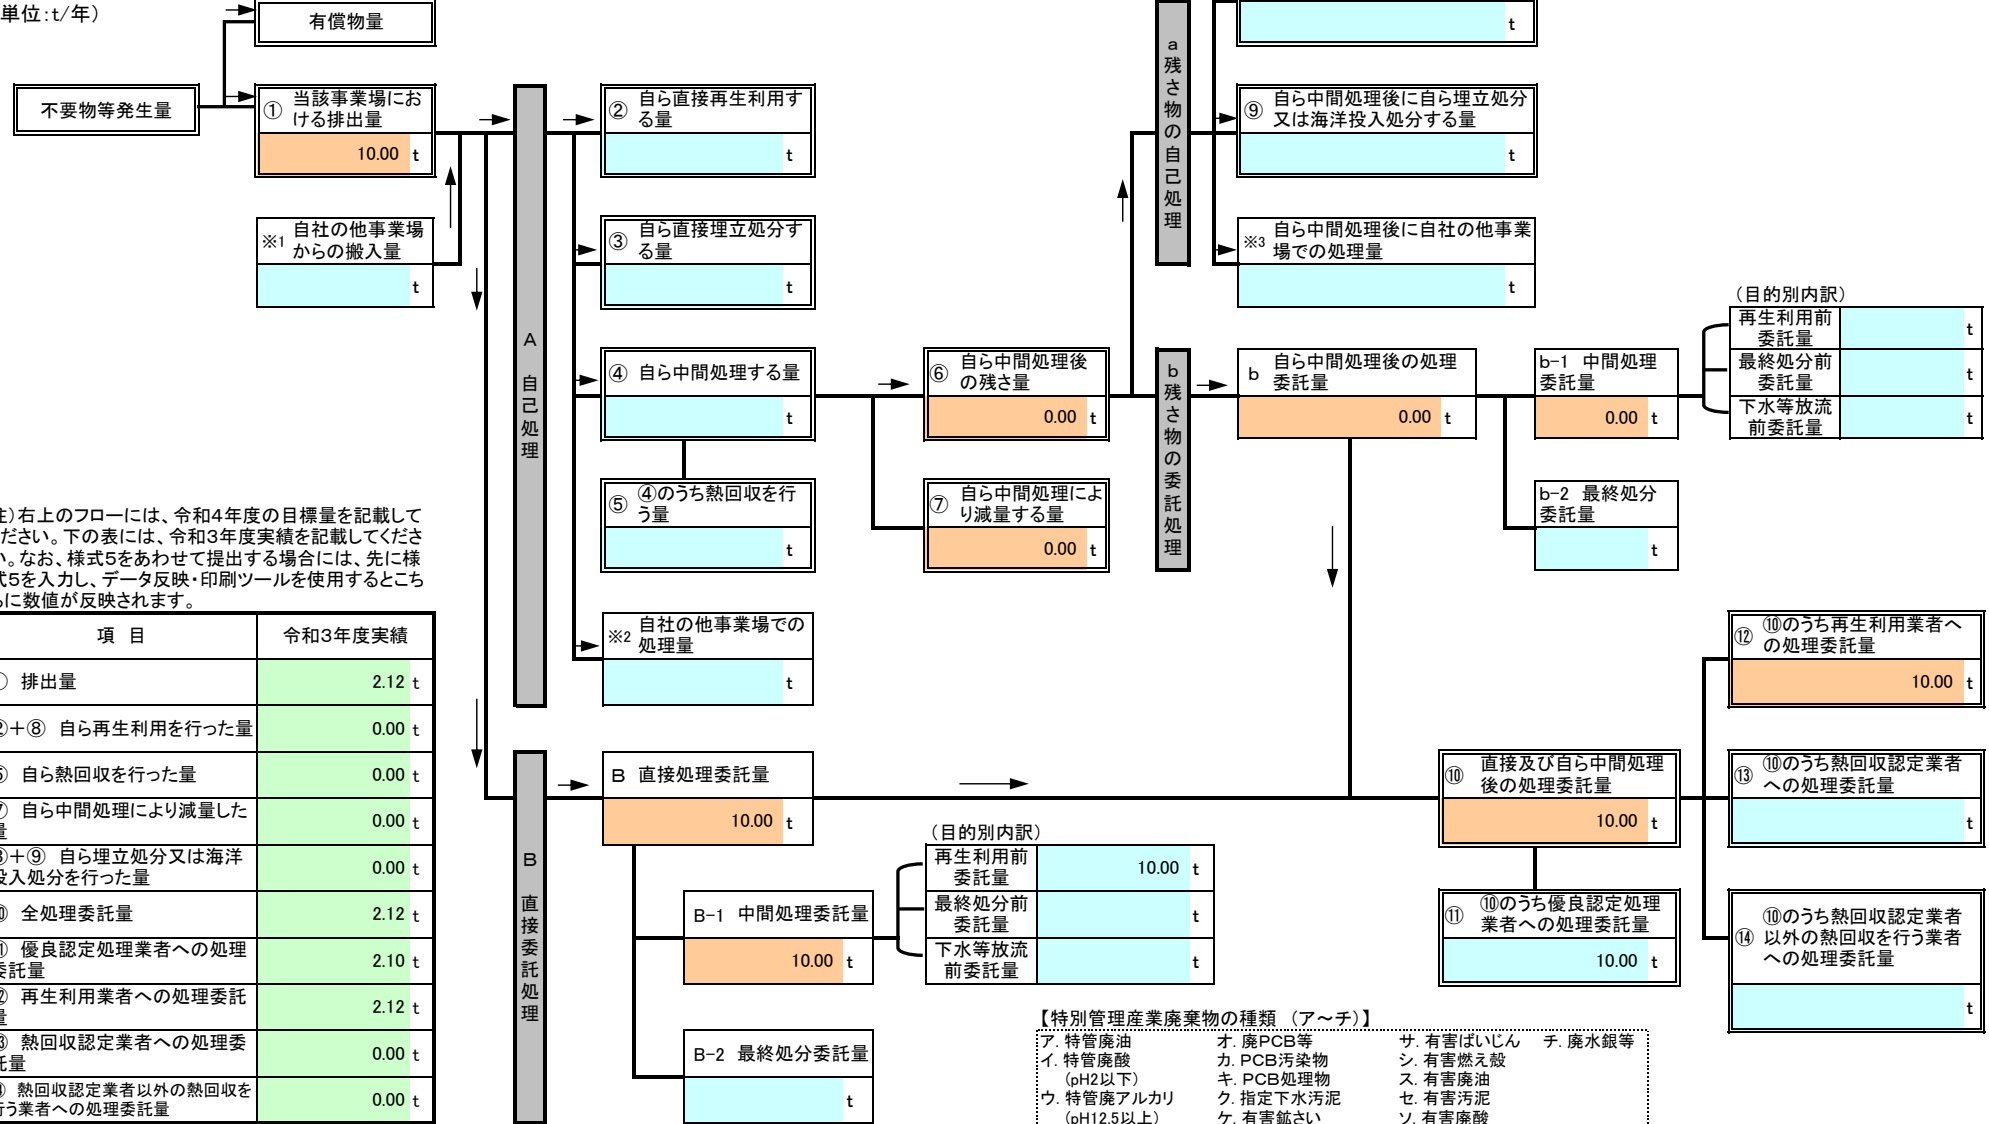 単位:t/年)
有償物量
不要物等発生量
① 当該事業場にお
ける排出量
10.00 t
※1 自社の他事業場
からの搬入量
t
A 自己処理
② 自ら直接再生利用す
る量
t
③ 自ら直接埋立処分す
る量
t
④ 自ら中間処理する量
t
⑤ ④のうち熱回収を行
う量
t
※2 自社の他事業場での
処理量
t
⑥ 自ら中間処理後
の残さ量
0.00 t
⑦ 自ら中間処理によ
り減量する量
0.00 t
a 残さ物の自己処理
t
⑨ 自ら中間処理後に自ら埋立処分
又は海洋投入処分する量
t
※3 自ら中間処理後に自社の他事業
場での処理量
t
b 残さ物の委託処理
b 自ら中間処理後の処理
委託量
0.00 t
b-1 中間処理
委託量
0.00 t
b-2 最終処分
委託量
t
(目的別内訳)
再生利用前
委託量
t
最終処分前
委託量
t
下水等放流
前委託量
t
注)右上のフローには、令和4年度の目標量を記載して
ください。下の表には、令和3年度実績を記載してくださ
い。なお、様式5をあわせて提出する場合には、先に様
式5を入力し、データ反映・印刷ツールを使用するとこち
らに数値が反映されます。
項 目 令和3年度実績
① 排出量 2.12 t
②+⑧ 自ら再生利用を行った量 0.00 t
⑤ 自ら熱回収を行った量 0.00 t
⑦ 自ら中間処理により減量した
量 0.00 t
③+⑨ 自ら埋立処分又は海洋
投入処分を行った量 0.00 t
⑩ 全処理委託量 2.12 t
⑪ 優良認定処理業者への処理
委託量 2.10 t
⑫ 再生利用業者への処理委託
量 2.12 t
⑬ 熱回収認定業者への処理委
託量 0.00 t
⑭ 熱回収認定業者以外の熱回収を
行う業者への処理委託量 0.00 t
B 直接委託処理
B 直接処理委託量
10.00 t
B-1 中間処理委託量
10.00 t
B-2 最終処分委託量
t
(目的別内訳)
再生利用前
委託量
10.00 t
最終処分前
委託量
t
下水等放流
前委託量
t
⑩ 直接及び自ら中間処理
後の処理委託量
10.00 t
⑪ ⑩のうち優良認定処理
業者への処理委託量
10.00 t
⑫ ⑩のうち再生利用業者へ
の処理委託量
10.00 t
⑬ ⑩のうち熱回収認定業者
への処理委託量
t
⑭ ⑩のうち熱回収認定業者
以外の熱回収を行う業者
への処理委託量
t
【特別管理産業廃棄物の種類 (ア～チ)】
ア. 特管廃油 オ. 廃PCB等 サ. 有害ばいじん チ. 廃水銀等
イ. 特管廃酸 カ. PCB汚染物 シ. 有害燃え殻
(pH2以下) キ. PCB処理物 ス. 有害廃油
ウ. 特管廃アルカリ ク. 指定下水汚泥 セ. 有害汚泥
(pH12.5以上) ケ. 有害鉱さい ソ. 有害廃酸